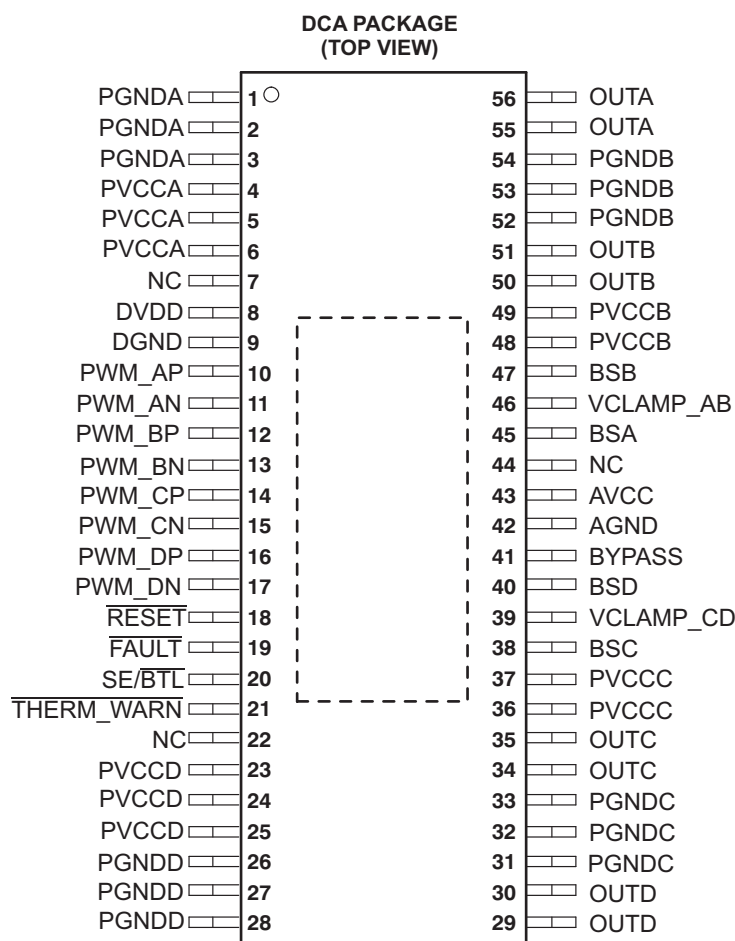 DCA PACKAGE
(TOP VIEW)
PGNDA 1 56 OUTA
PGNDA 2 55 OUTA
PGNDA 3 54 PGNDB
PVCCA 4 53 PGNDB
PVCCA 5 52 PGNDB
PVCCA 6 51 OUTB
NC 7 50 OUTB
DVDD 8 49 PVCCB
DGND 9 48 PVCCB
PWM_AP 10 47 BSB
PWM_AN 11 46 VCLAMP_AB
PWM_BP 12 45 BSA
PWM_BN 13 44 NC
PWM_CP 14 43 AVCC
PWM_CN 15 42 AGND
PWM_DP 16 41 BYPASS
PWM_DN 17 40 BSD
RESET 18 39 VCLAMP_CD
FAULT 19 38 BSC
SE/BTL 20 37 PVCCC
THERM_WARN 21 36 PVCCC
NC 22 35 OUTC
PVCCD 23 34 OUTC
PVCCD 24 33 PGNDC
PVCCD 25 32 PGNDC
PGNDD 26 31 PGNDC
PGNDD 27 30 OUTD
PGNDD 28 29 OUTD